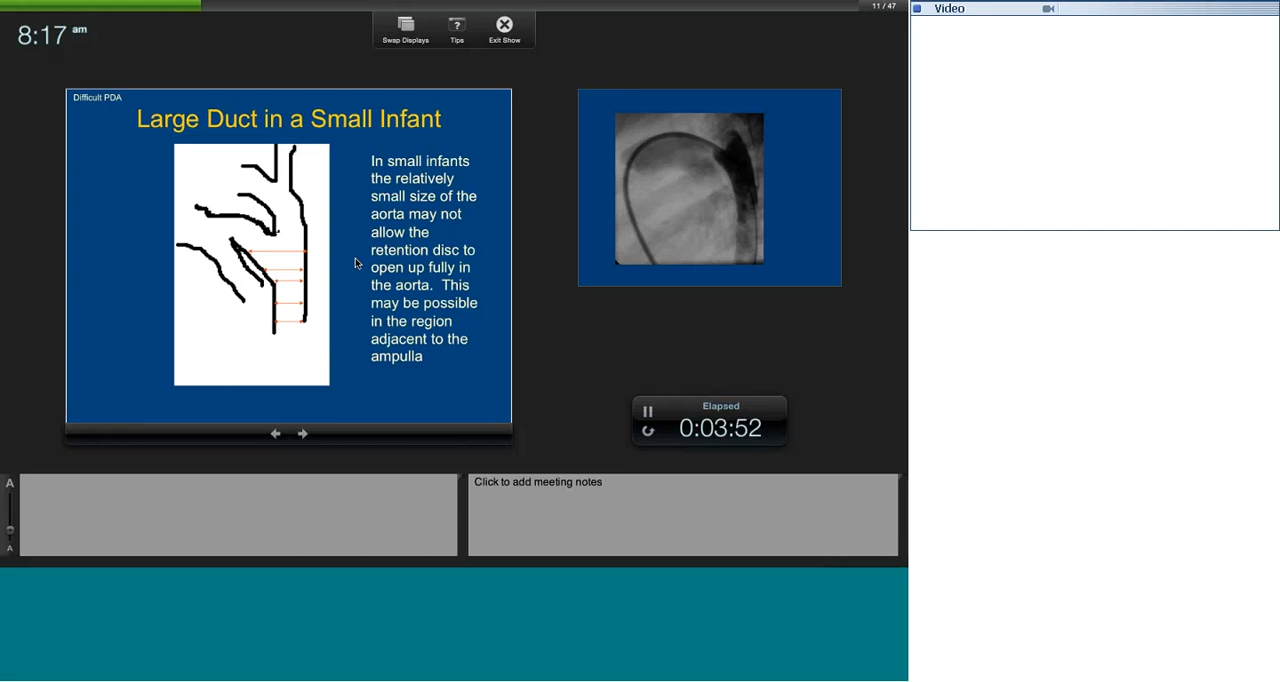 11 / 47
Video
8:17 am
Swap Displays
Tips
Exit Show
Difficult PDA
Large Duct in a Small Infant
In small infants
the relatively
small size of the
aorta may not
allow the
retention disc to
open up fully in
the aorta. This
may be possible
in the region
adjacent to the
ampulla
Elapsed
0:03:52
A
A
Click to add meeting notes